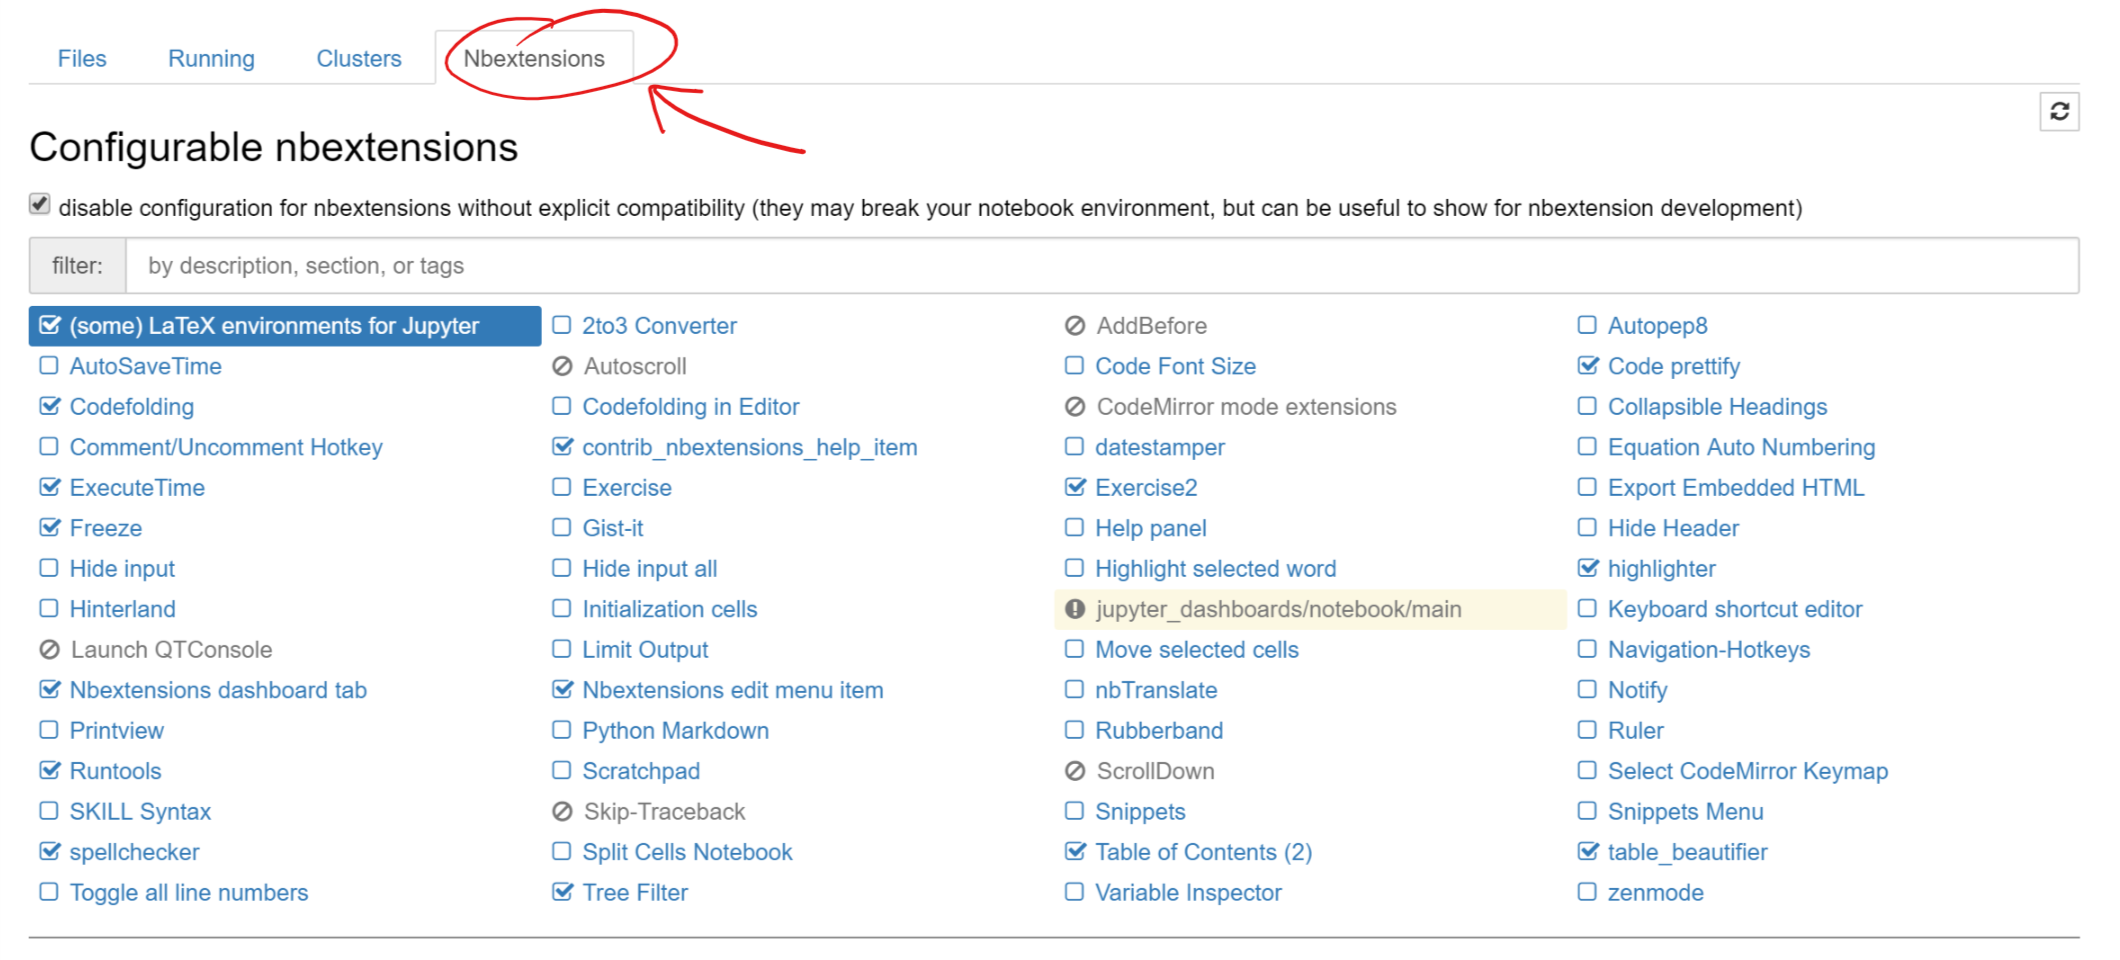 Files Running Clusters Nbextensions
Configurable nbextensions
disable configuration for nbextensions without explicit compatibility (they may break your notebook environment, but can be useful to show for nbextension development)
filter: by description, section, or tags
(some) LaTeX environments for Jupyter 2to3 Converter AddBefore Autopep8
AutoSaveTime Autoscroll Code Font Size Code prettify
Codefolding Codefolding in Editor CodeMirror mode extensions Collapsible Headings
Comment/Uncomment Hotkey contrib_nbextensions_help_item datestamper Equation Auto Numbering
ExecuteTime Exercise Exercise2 Export Embedded HTML
Freeze Gist-it Help panel Hide Header
Hide input Hide input all Highlight selected word highlighter
Hinterland Initialization cells jupyter_dashboards/notebook/main Keyboard shortcut editor
Launch QTConsole Limit Output Move selected cells Navigation-Hotkeys
Nbextensions dashboard tab Nbextensions edit menu item nbTranslate Notify
Printview Python Markdown Rubberband Ruler
Runtools Scratchpad ScrollDown Select CodeMirror Keymap
SKILL Syntax Skip-Traceback Snippets Snippets Menu
spellchecker Split Cells Notebook Table of Contents (2) table_beautifier
Toggle all line numbers Tree Filter Variable Inspector zenmode